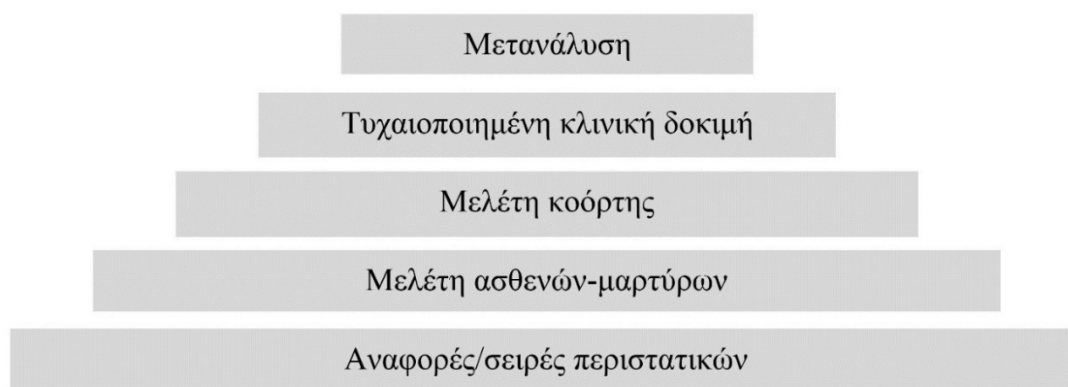 Μετανάλυση
Τυχαιοποιημένη κλινική δοκιμή
Μελέτη κοόρτης
Μελέτη ασθενών-μαρτύρων
Αναφορές/σειρές περιστατικών